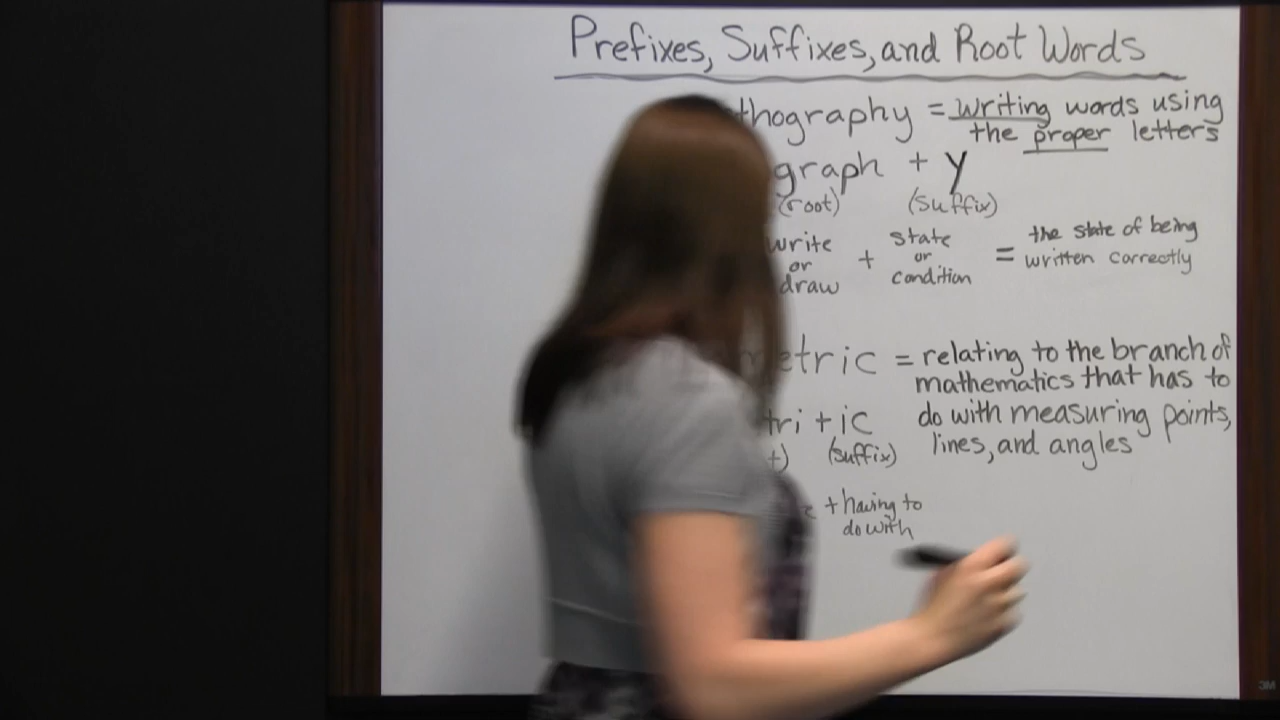 Prefixes, Suffixes, and Root Words
thography = writing words using
the proper letters
graph + y
(root) (suffix)
write or draw + state or condition = the state of being written correctly
etric = relating to the branch of
mathematics that has to
tri + ic do with measuring points,
(suffix) lines, and angles
+ having to
do with
3M